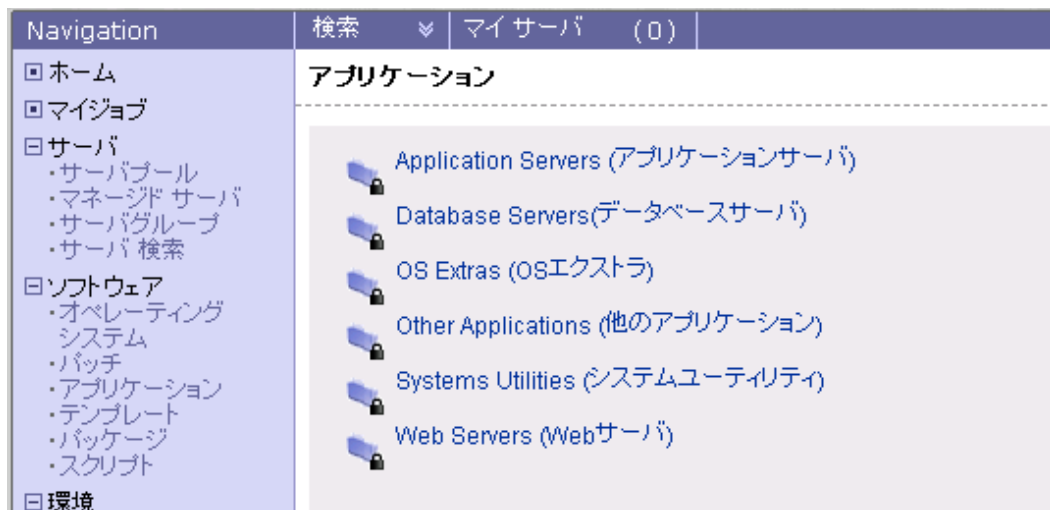 Navigation
検索
マイ サーバ (0)
ホーム
マイジョブ
サーバ
・サーバプール
・マネージド サーバ
・サーバグループ
・サーバ 検索
ソフトウェア
・オペレーティング
システム
・パッチ
・アプリケーション
・テンプレート
・パッケージ
・スクリプト
環境
アプリケーション
Application Servers (アプリケーションサーバ)
Database Servers(データベースサーバ)
OS Extras (OSエクストラ)
Other Applications (他のアプリケーション)
Systems Utilities (システムユーティリティ)
Web Servers (Webサーバ)